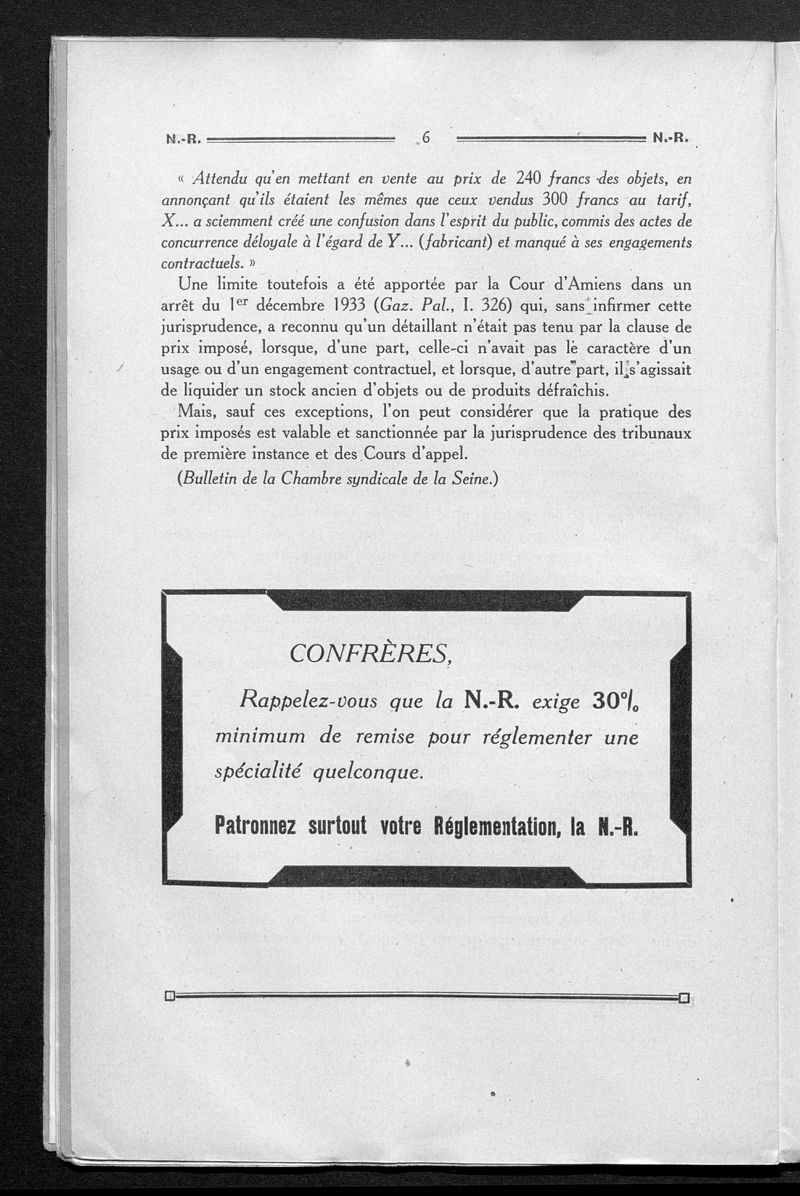 N.-R. 6 N.-R.
« Attendu qu'en mettant en vente au prix de 240 francs des objets, en
annonçant qu'ils étaient les mêmes que ceux vendus 300 francs au tarif,
X... a sciemment créé une confusion dans l'esprit du public, commis des actes de
concurrence déloyale à l'égard de Y... (fabricant) et manqué à ses engagements
contractuels. »
Une limite toutefois a été apportée par la Cour d'Amiens dans un
arrêt du 1er décembre 1933 (Gaz. Pal., I. 326) qui, sans infirmer cette
jurisprudence, a reconnu qu'un détaillant n'était pas tenu par la clause de
prix imposé, lorsque, d'une part, celle-ci n'avait pas le caractère d'un
usage ou d'un engagement contractuel, et lorsque, d'autre part, il s'agissait
de liquider un stock ancien d'objets ou de produits défraîchis.
Mais, sauf ces exceptions, l'on peut considérer que la pratique des
prix imposés est valable et sanctionnée par la jurisprudence des tribunaux
de première instance et des Cours d'appel.
(Bulletin de la Chambre syndicale de la Seine.)
CONFRÈRES,
Rappelez-vous que la N.-R. exige 30%
minimum de remise pour réglementer une
spécialité quelconque.
Patronnez surtout votre Réglementation, la N.-R.